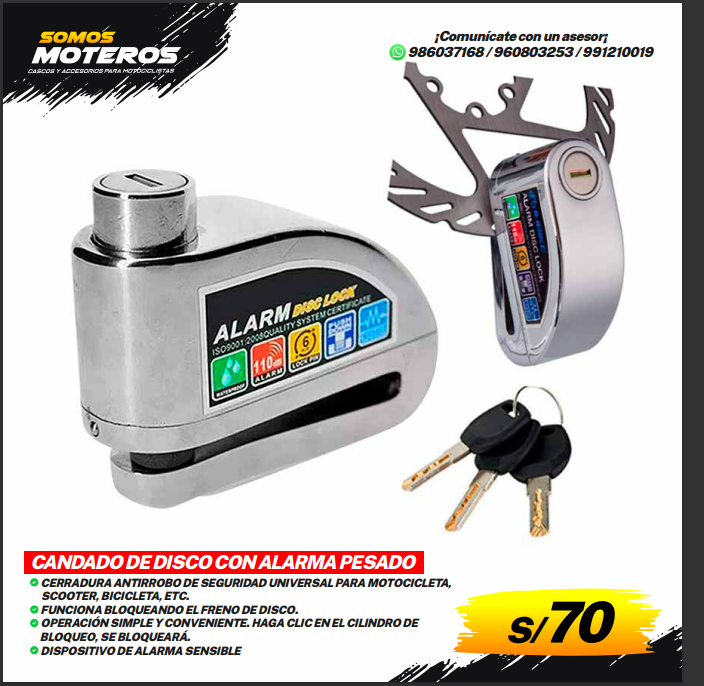 SOMOS
MOTEROS
CASCOS Y ACCESORIOS PARA MOTOCICLISTAS
¡Comunícate con un asesor¡
986037168 / 960803253 / 991210019
ALARM DISC LOCK
ISO9001:2008QUALITY SYSTEM CERTIFICATE
WATERPROOF
110dB
ALARM
6
LOCK PIN
PUSH DOWN
ALARM DISC LOCK
CANDADO DE DISCO CON ALARMA PESADO
CERRADURA ANTIRROBO DE SEGURIDAD UNIVERSAL PARA MOTOCICLETA,
SCOOTER, BICICLETA, ETC.
FUNCIONA BLOQUEANDO EL FRENO DE DISCO.
OPERACIÓN SIMPLE Y CONVENIENTE. HAGA CLIC EN EL CILINDRO DE
BLOQUEO, SE BLOQUEARÁ.
DISPOSITIVO DE ALARMA SENSIBLE
S/70